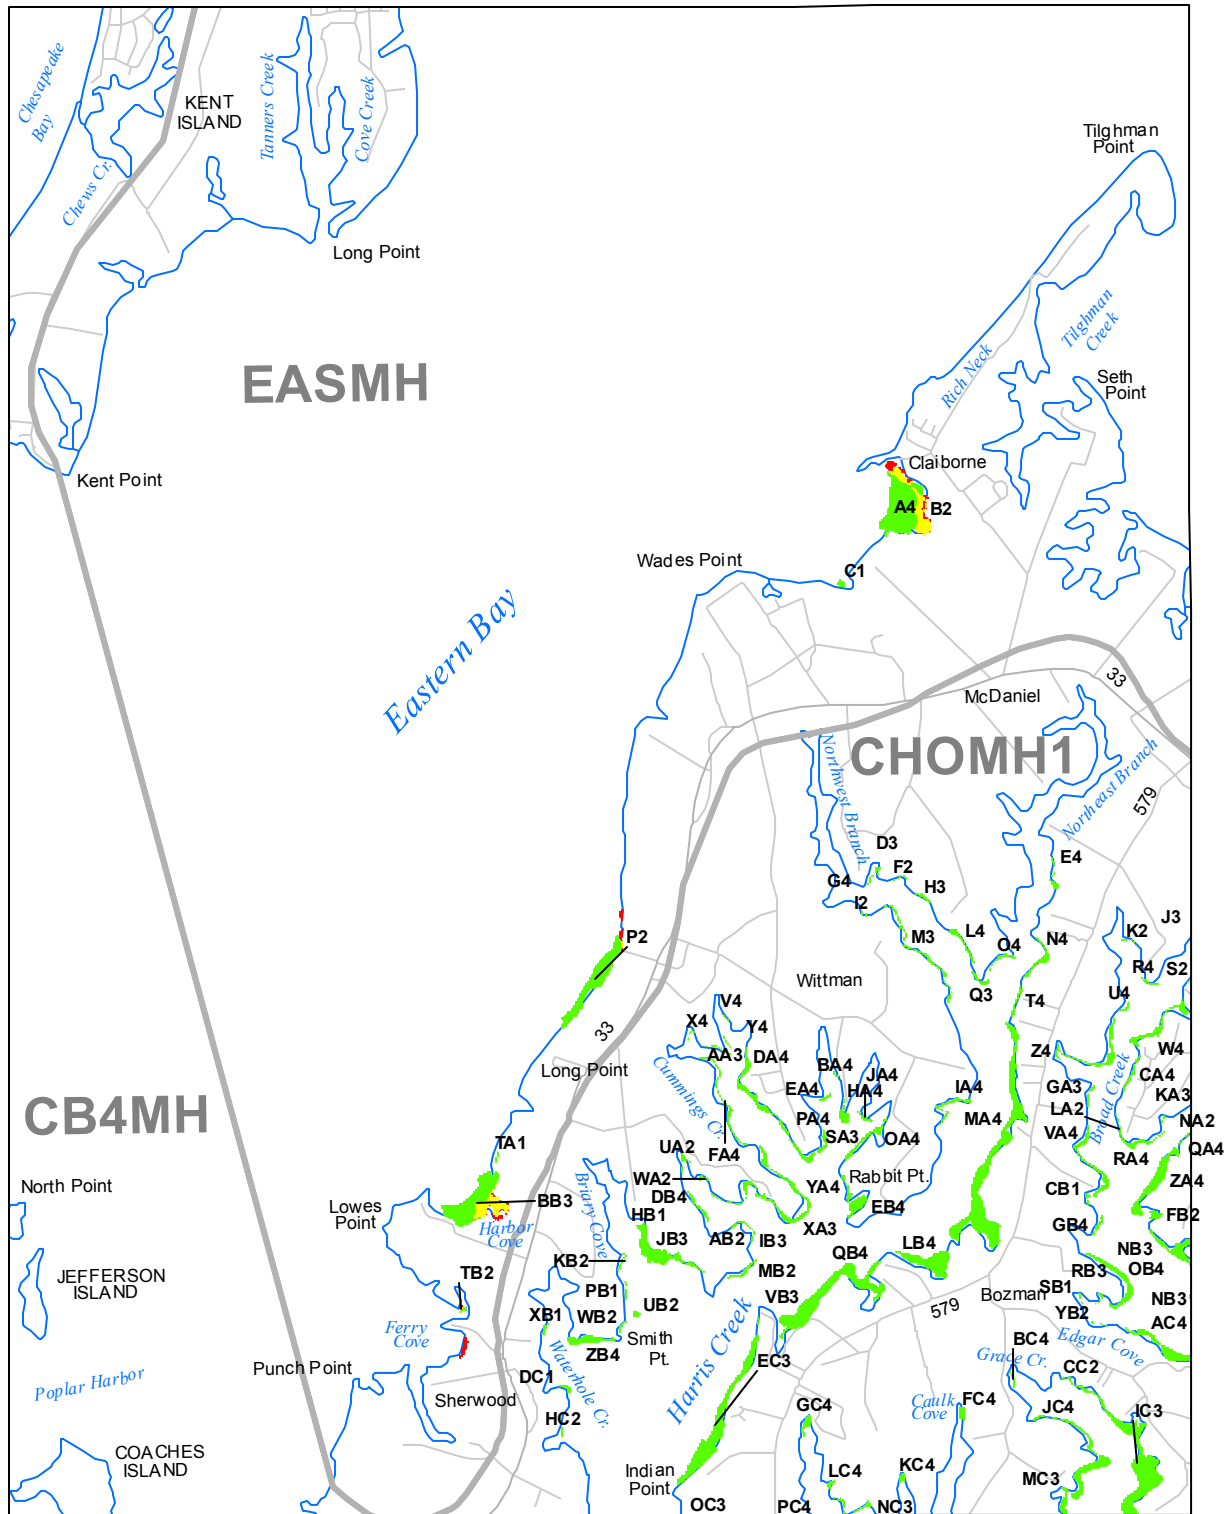 Chesapeake
Bay
KENT
ISLAND
Tanners Creek
Cove Creek
Chews Cr.
Long Point
Tilghman
Point
EASMH
Tilghman
Creek
Rich Neck
Seth
Point
Kent Point
Claiborne
A4
B2
Wades Point
C1
Eastern Bay
33
McDaniel
CHOMH1
Northwest Branch
Northeast Branch
579
D3
E4
F2
G4
H3
I2
J3
K2
L4
M3
N4
O4
P2
Q3
R4
S2
Wittman
T4
U4
V4
X4
Y4
33
W4
Z4
AA3
DA4
BA4
Long Point
Cummings Cr.
EA4
HA4
JA4
IA4
GA3
Broad Creek
CA4
KA3
CB4MH
LA2
MA4
PA4
NA2
TA1
SA3
OA4
VA4
UA2
FA4
QA4
RA4
North Point
WA2
Rabbit Pt.
ZA4
Lowes
Point
BB3
Briary Cove
DB4
YA4
CB1
HB1
EB4
FB2
Harbor
Cove
XA3
GB4
JB3
AB2
IB3
LB4
NB3
QB4
OB4
KB2
JEFFERSON
ISLAND
TB2
MB2
RB3
PB1
SB1
VB3
Bozman
NB3
XB1
WB2
UB2
579
YB2
AC4
Ferry
Cove
Smith
Pt.
BC4
Edgar Cove
ZB4
Grace Cr.
Punch Point
EC3
CC2
DC1
Waterhole Cr.
Harris Creek
Poplar Harbor
Sherwood
Caulk
Cove
FC4
GC4
JC4
IC3
HC2
COACHES
ISLAND
Indian
Point
LC4
KC4
MC3
OC3
PC4
NC3